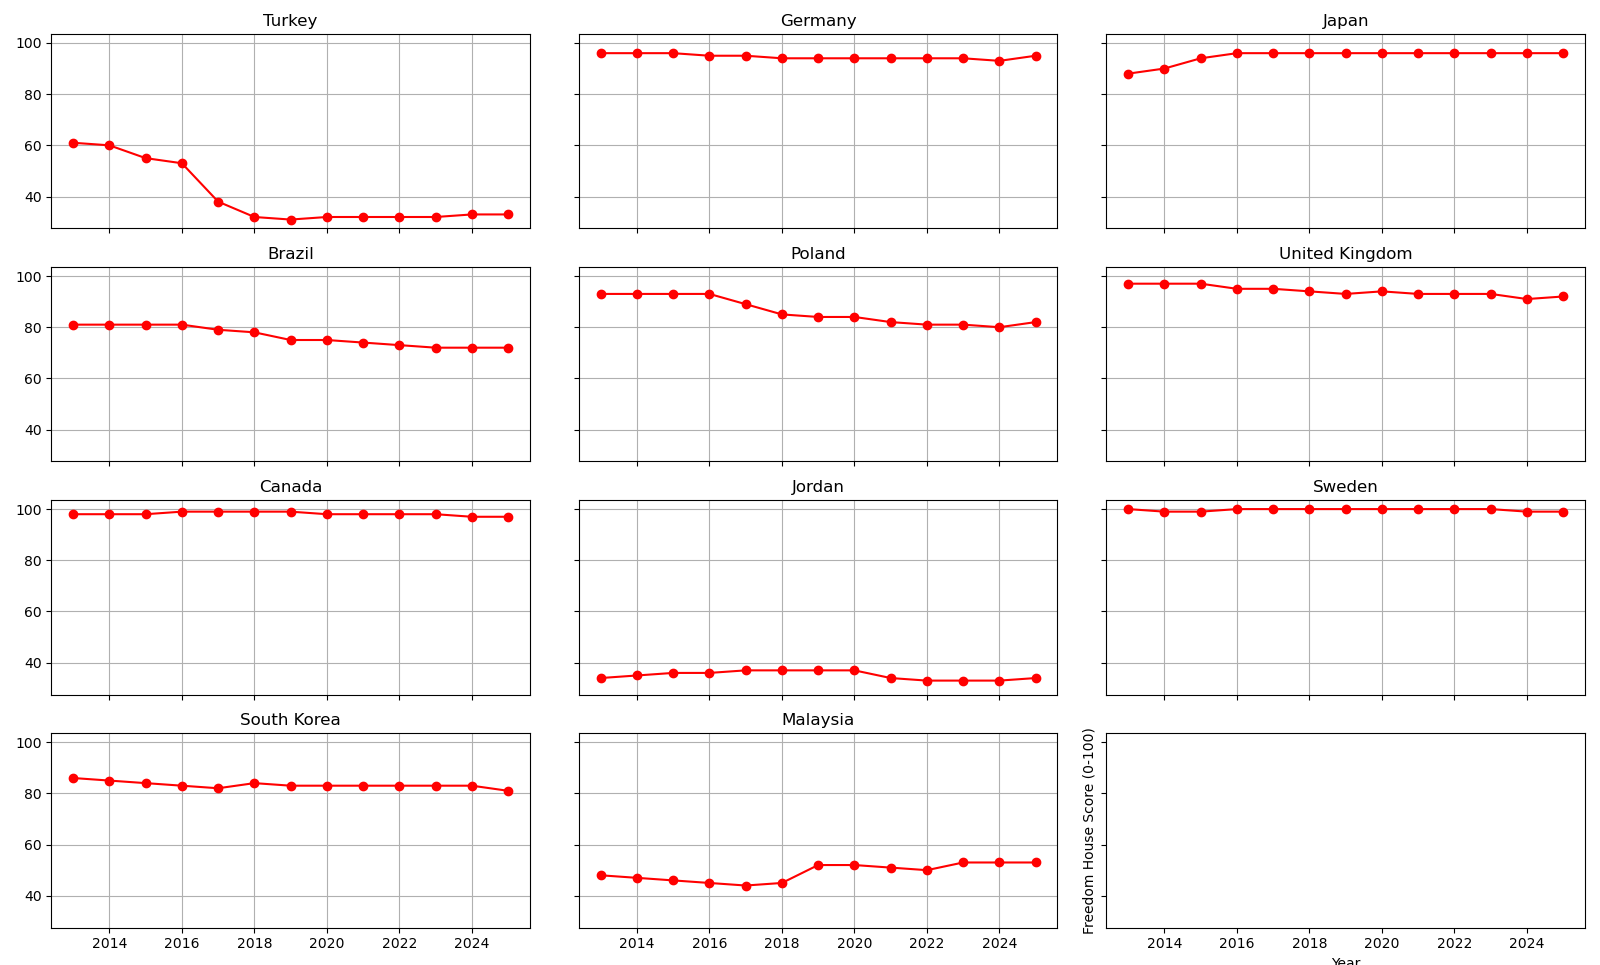 Turkey
Germany
Japan
100
80
60
40
Brazil
Poland
United Kingdom
100
80
60
40
Canada
Jordan
Sweden
100
80
60
40
South Korea
Malaysia
100
80
60
40
Freedom House Score (0-100)
2014 2016 2018 2020 2022 2024
2014 2016 2018 2020 2022 2024
2014 2016 2018 2020 2022 2024
Year